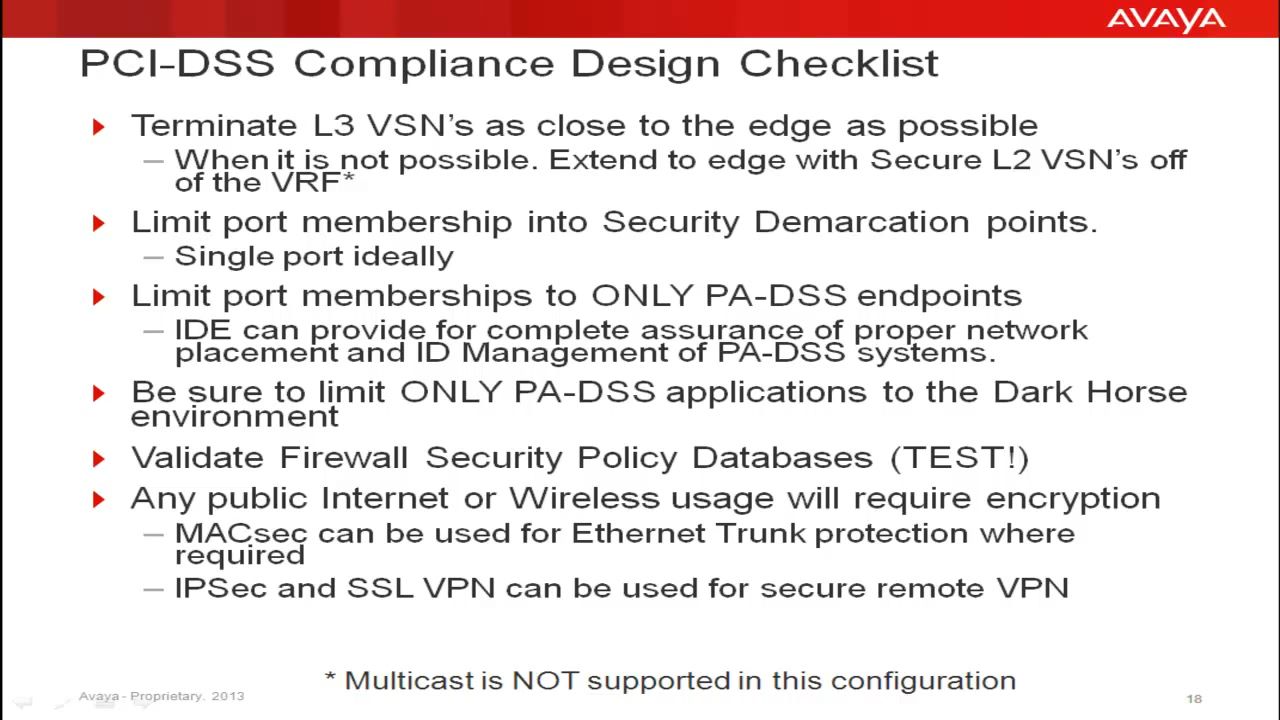 AVAYA
PCI-DSS Compliance Design Checklist
Terminate L3 VSN's as close to the edge as possible
– When it is not possible. Extend to edge with Secure L2 VSN's off
of the VRF*
Limit port membership into Security Demarcation points.
– Single port ideally
Limit port memberships to ONLY PA-DSS endpoints
– IDE can provide for complete assurance of proper network
placement and ID Management of PA-DSS systems.
Be sure to limit ONLY PA-DSS applications to the Dark Horse
environment
Validate Firewall Security Policy Databases (TEST!)
Any public Internet or Wireless usage will require encryption
– MACsec can be used for Ethernet Trunk protection where
required
– IPSec and SSL VPN can be used for secure remote VPN
* Multicast is NOT supported in this configuration
Avaya - Proprietary. 2013
18